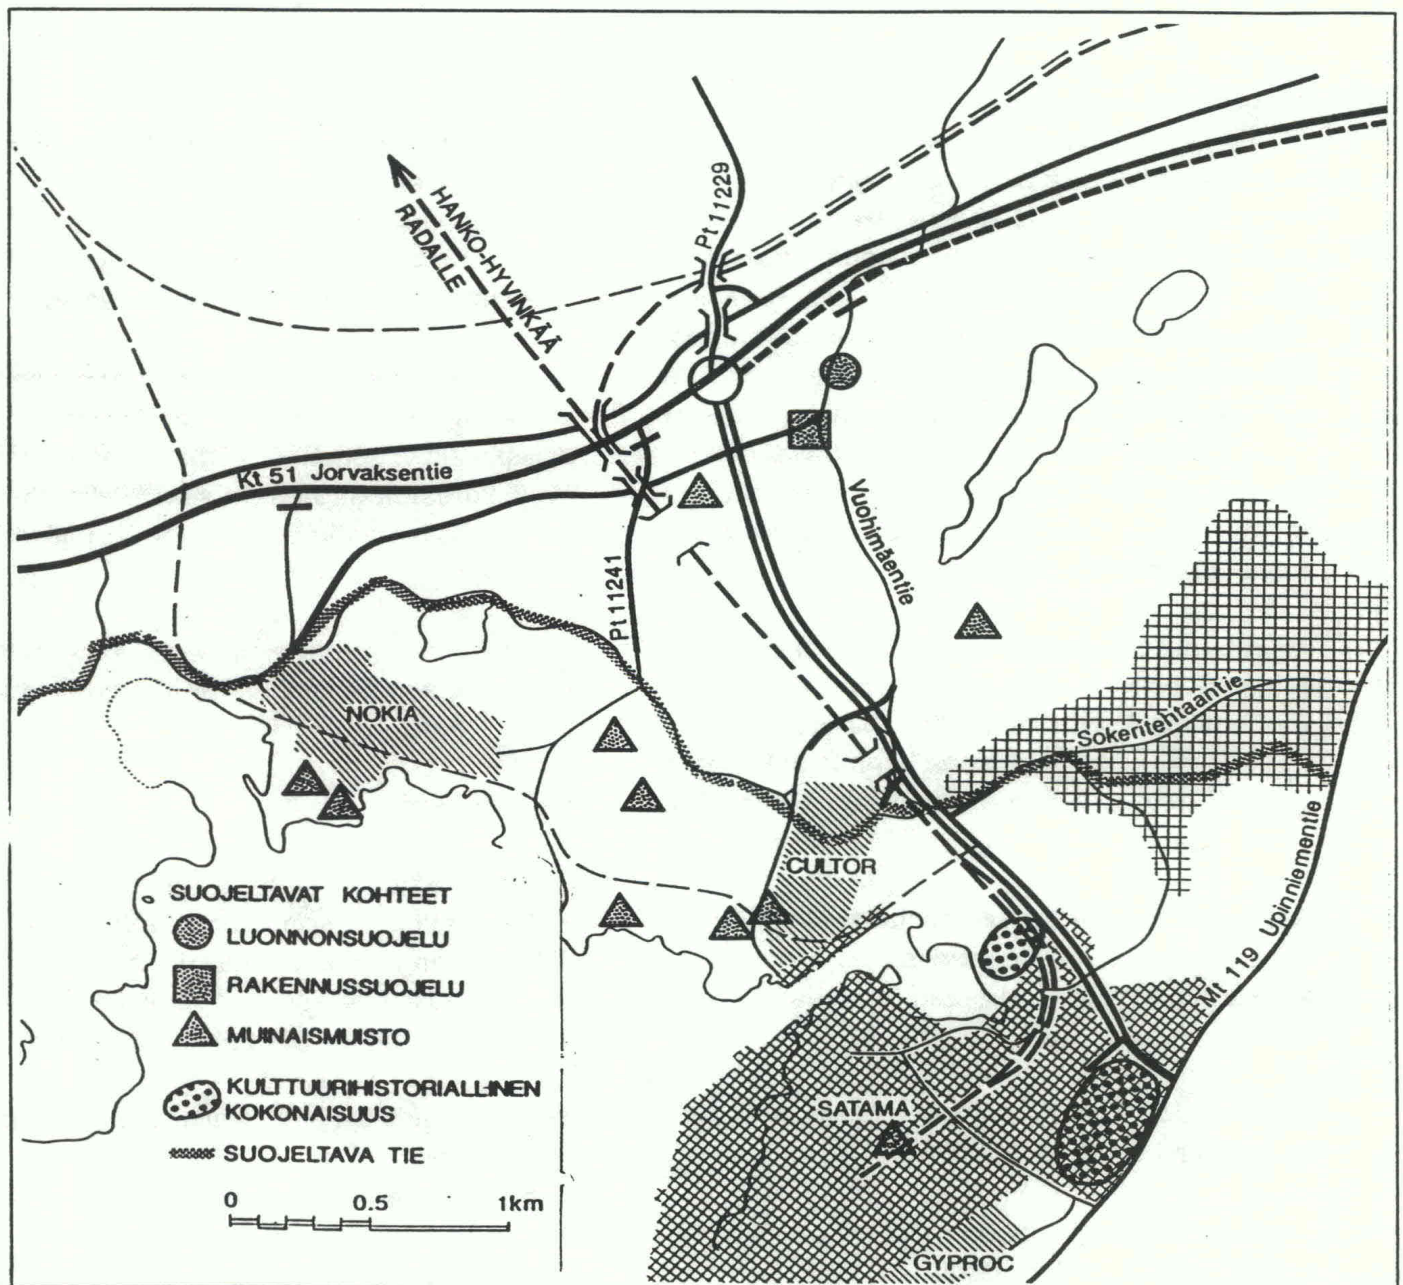 Pt 11229
HANKO-HYVINKÄÄ
RADALLE
Kt 51 Jorvaksentie
Vuohimäentie
Pt 11241
Sokeritehtaantie
NOKIA
CULTOR
Mt 119 Upinniementie
SATAMA
GYPROC
SUOJELTAVAT KOHTEET
LUONNONSUOJELU
RAKENNUSSUOJELU
MUINAISMUISTO
KULTTUURIHISTORIALLINEN
KOKONAISUUS
SUOJELTAVA TIE
0 0.5 1km